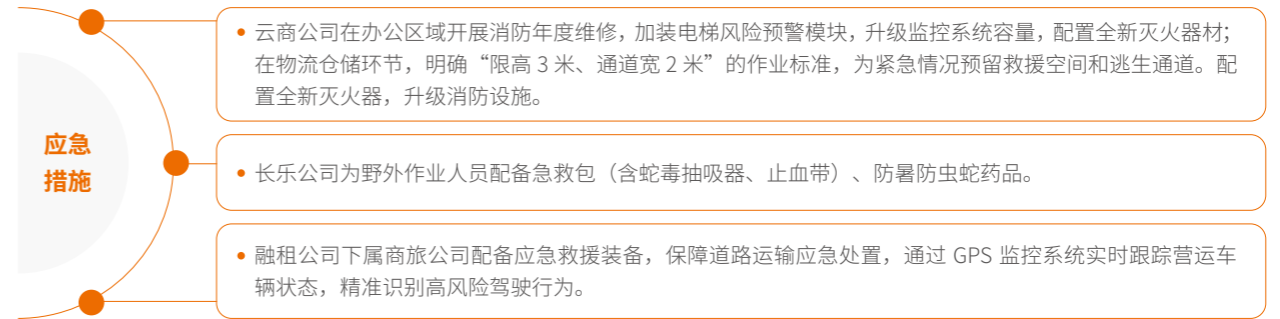 应急
措施
• 云商公司在办公区域开展消防年度维修，加装电梯风险预警模块，升级监控系统容量，配置全新灭火器材；
在物流仓储环节，明确“限高 3 米、通道宽 2 米”的作业标准，为紧急情况预留救援空间和逃生通道。配
置全新灭火器，升级消防设施。
• 长乐公司为野外作业人员配备急救包（含蛇毒抽吸器、止血带）、防暑防虫蛇药品。
• 融租公司下属商旅公司配备应急救援装备，保障道路运输应急处置，通过 GPS 监控系统实时跟踪营运车
辆状态，精准识别高风险驾驶行为。